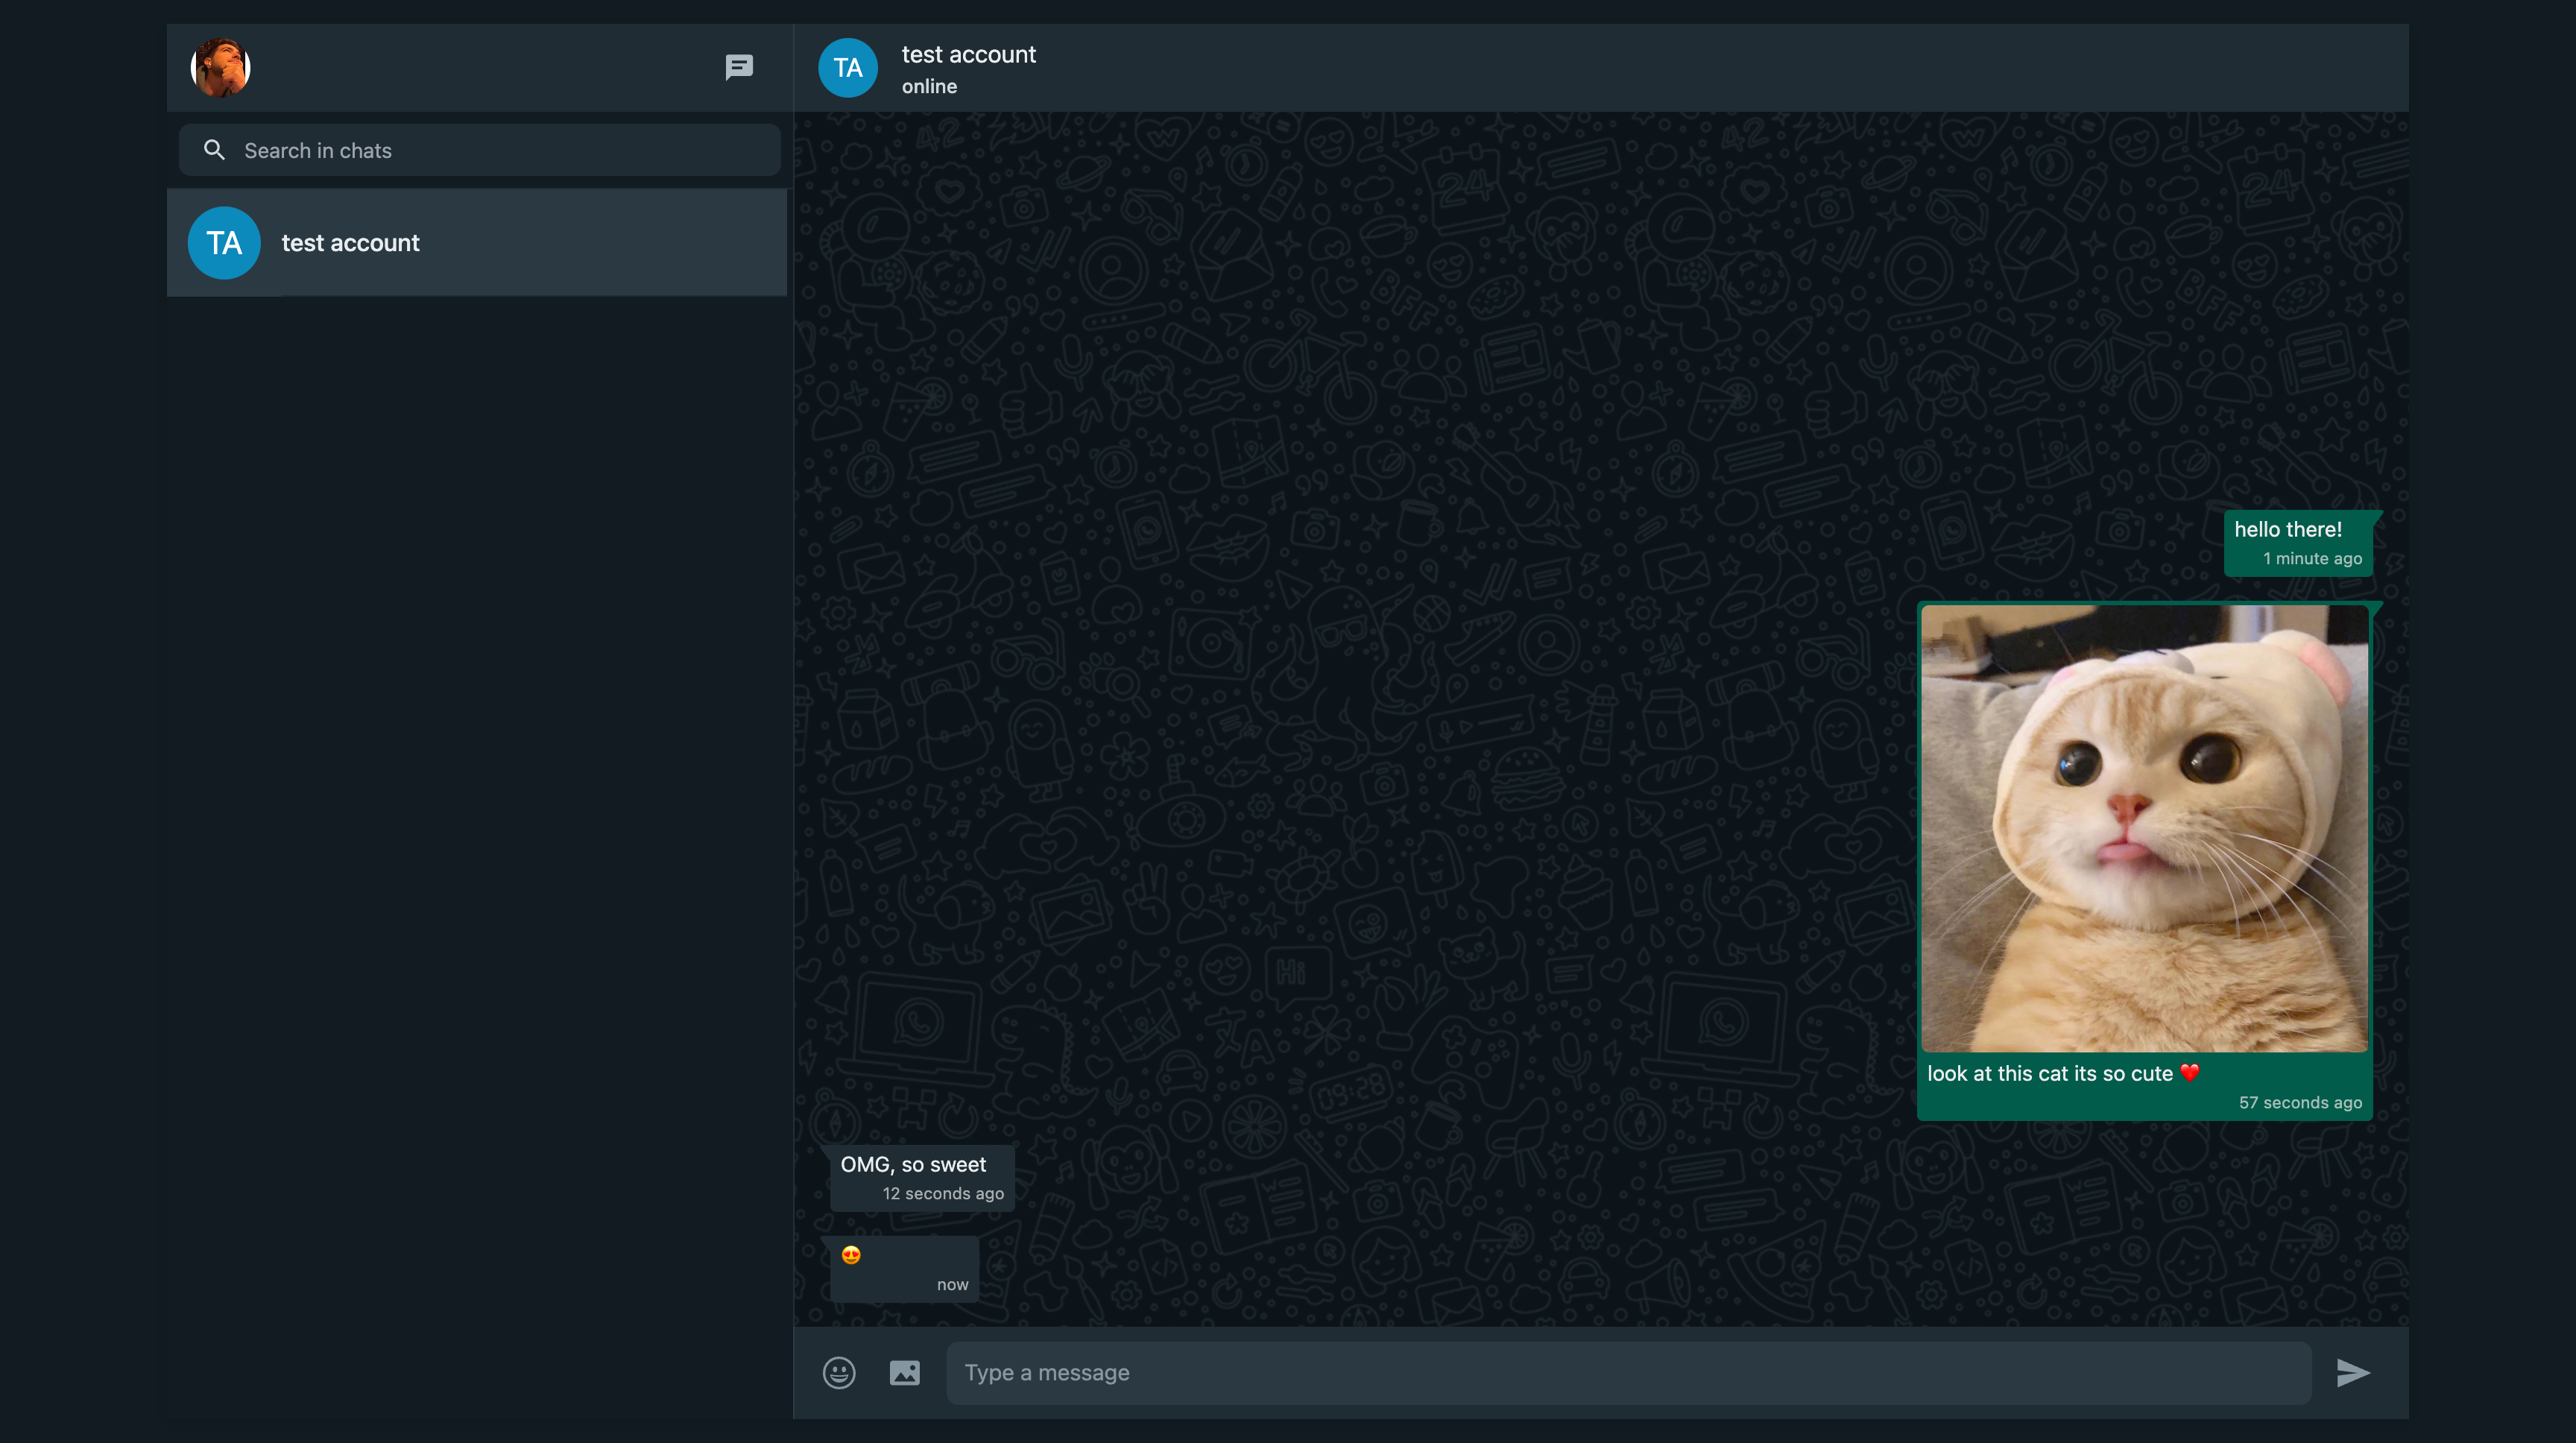 TA
test account
online
Search in chats
TA
test account
hello there!
1 minute ago
look at this cat its so cute ❤️
57 seconds ago
OMG, so sweet
12 seconds ago
😍
now
Type a message